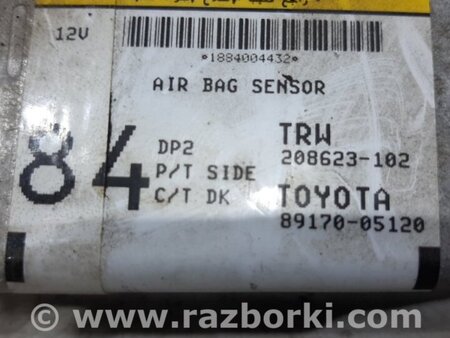 12V
*1884004432*
AIR BAG SENSOR
84
DP2
TRW
P/T SIDE
208623-102
C/T DK
TOYOTA
89170-05120
www.razborki.com